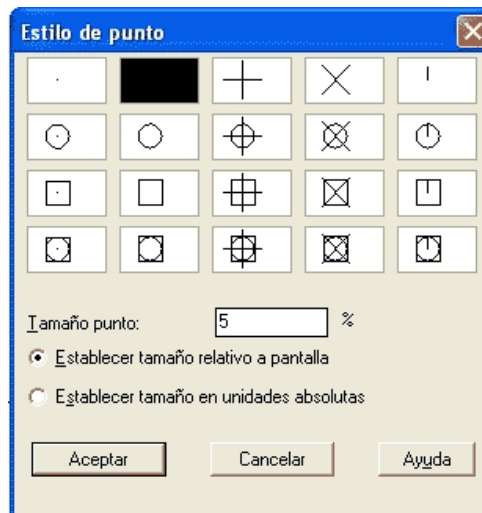 Estilo de punto
Tamaño punto: 5 %
Establecer tamaño relativo a pantalla
Establecer tamaño en unidades absolutas
Aceptar Cancelar Ayuda